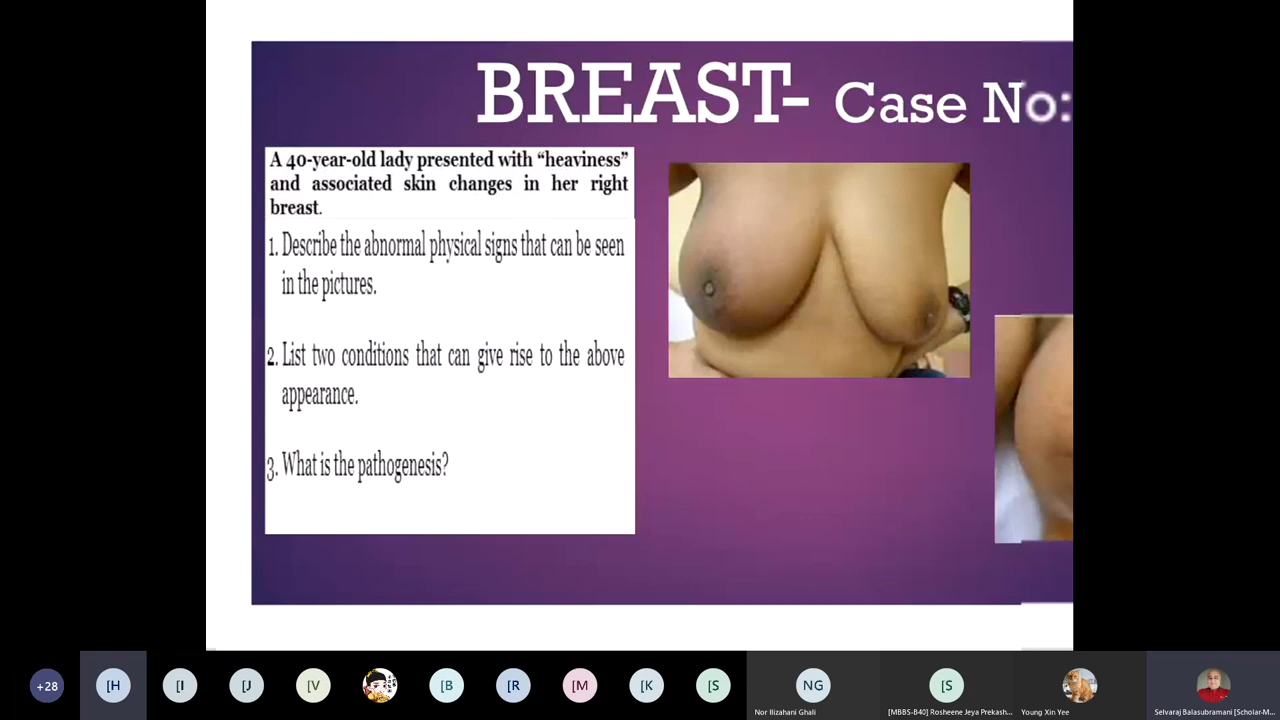 BREAST- Case No:
A 40-year-old lady presented with “heaviness”
and associated skin changes in her right
breast.
1. Describe the abnormal physical signs that can be seen
in the pictures.
2. List two conditions that can give rise to the above
appearance.
3. What is the pathogenesis?
+28
[H
[I
[J
[V
[B
[R
[M
[K
[S
NG
[S
Nor Ilizahani Ghali
[MBBS-B40] Rosheene Jeya Prekash...
Young Xin Yee
Selvaraj Balasubramani [Scholar-M...